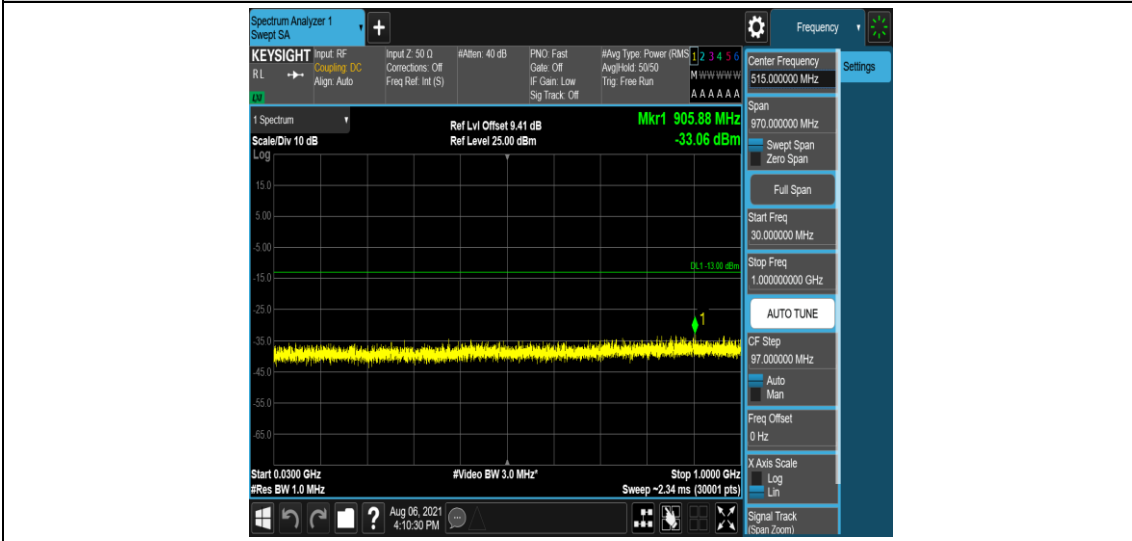 Spectrum Analyzer 1
Swept SA
+
Frequency
KEYSIGHT
RL
Input: RF
Coupling: DC
Align: Auto
Input Z: 50 Ω
Corrections: Off
Freq Ref: Int (S)
#Atten: 40 dB
PNO: Fast
Gate: Off
IF Gain: Low
Sig Track: Off
#Avg Type: Power (RMS
Avg|Hold: 50/50
Trig: Free Run
1 2 3 4 5 6
M W W W W W
A A A A A A
1 Spectrum
Scale/Div 10 dB
Log
Ref Lvl Offset 9.41 dB
Ref Level 25.00 dBm
Mkr1 905.88 MHz
-33.06 dBm
15.0
5.00
-5.00
-15.0
-25.0
-35.0
-45.0
-55.0
-65.0
DL1 -13.00 dBm
1
Start 0.0300 GHz
#Res BW 1.0 MHz
#Video BW 3.0 MHz*
Stop 1.0000 GHz
Sweep ~2.34 ms (30001 pts)
?
Aug 06, 2021
4:10:30 PM
Center Frequency
515.000000 MHz
Settings
Span
970.000000 MHz
Swept Span
Zero Span
Full Span
Start Freq
30.000000 MHz
Stop Freq
1.000000000 GHz
AUTO TUNE
CF Step
97.000000 MHz
Auto
Man
Freq Offset
0 Hz
X Axis Scale
Log
Lin
Signal Track
(Span Zoom)